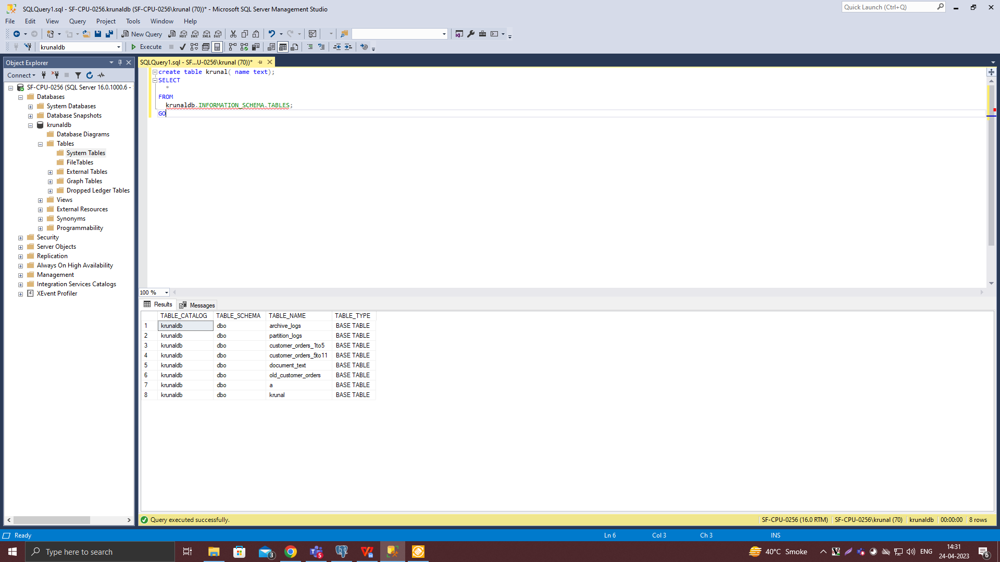 SQLQuery1.sql - SF-CPU-0256.krunaldb (SF-CPU-0256\krunal (70))* - Microsoft SQL Server Management Studio
Quick Launch (Ctrl+Q)
File Edit View Query Project Tools Window Help
New Query
MDX DMX XMLA DAX
krunaldb
Execute
Object Explorer
Connect
SF-CPU-0256 (SQL Server 16.0.1000.6 -
Databases
System Databases
Database Snapshots
krunaldb
Database Diagrams
Tables
System Tables
FileTables
External Tables
Graph Tables
Dropped Ledger Tables
Views
External Resources
Synonyms
Programmability
Security
Server Objects
Replication
Always On High Availability
Management
Integration Services Catalogs
XEvent Profiler
SQLQuery1.sql - SF...U-0256\krunal (70))*
create table krunal( name text);
SELECT
*
FROM
krunaldb.INFORMATION_SCHEMA.TABLES;
GO
100 %
Results Messages
TABLE_CATALOG TABLE_SCHEMA TABLE_NAME TABLE_TYPE
1 krunaldb dbo archive_logs BASE TABLE
2 krunaldb dbo partition_logs BASE TABLE
3 krunaldb dbo customer_orders_1to5 BASE TABLE
4 krunaldb dbo customer_orders_5to11 BASE TABLE
5 krunaldb dbo document_text BASE TABLE
6 krunaldb dbo old_customer_orders BASE TABLE
7 krunaldb dbo a BASE TABLE
8 krunaldb dbo krunal BASE TABLE
Query executed successfully.
SF-CPU-0256 (16.0 RTM) SF-CPU-0256\krunal (70) krunaldb 00:00:00 8 rows
Ready
Ln 6 Col 3 Ch 3 INS
Type here to search
3
5
40°C Smoke
ENG
14:31
24-04-2023
6